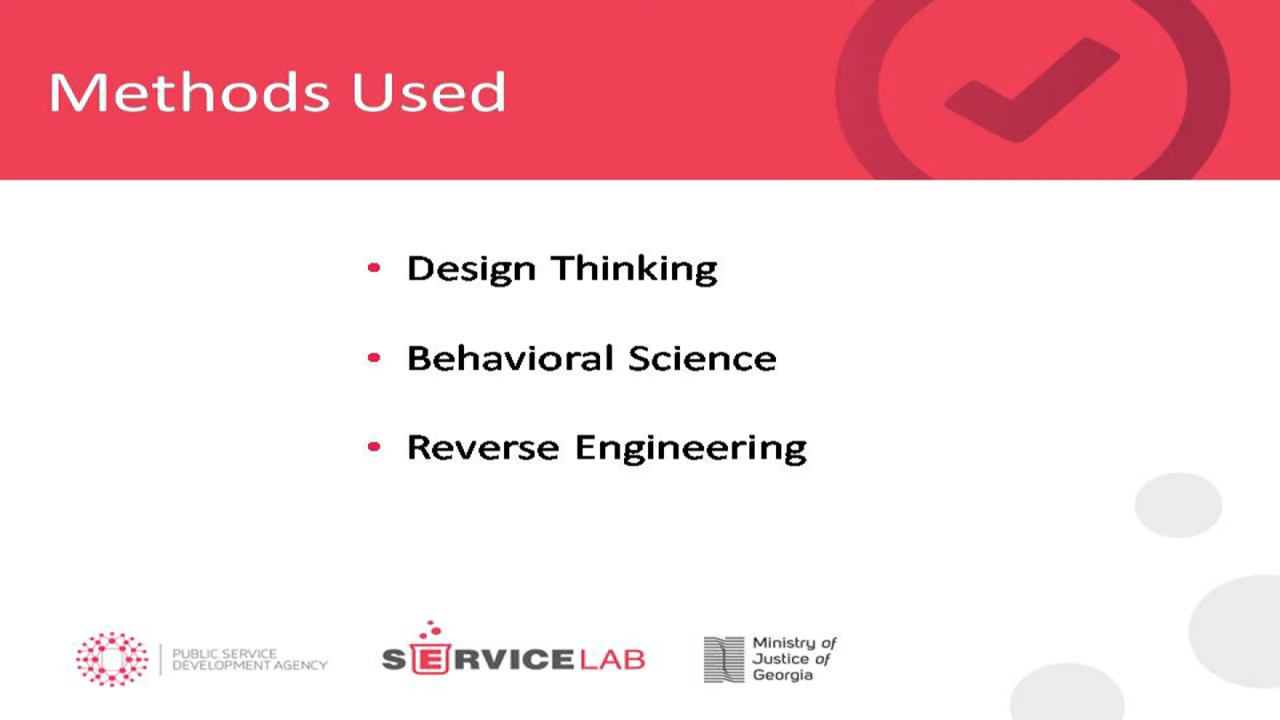 Methods Used
• Design Thinking
• Behavioral Science
• Reverse Engineering
PUBLIC SERVICE
DEVELOPMENT AGENCY
SERVICELAB
Ministry of
Justice of
Georgia